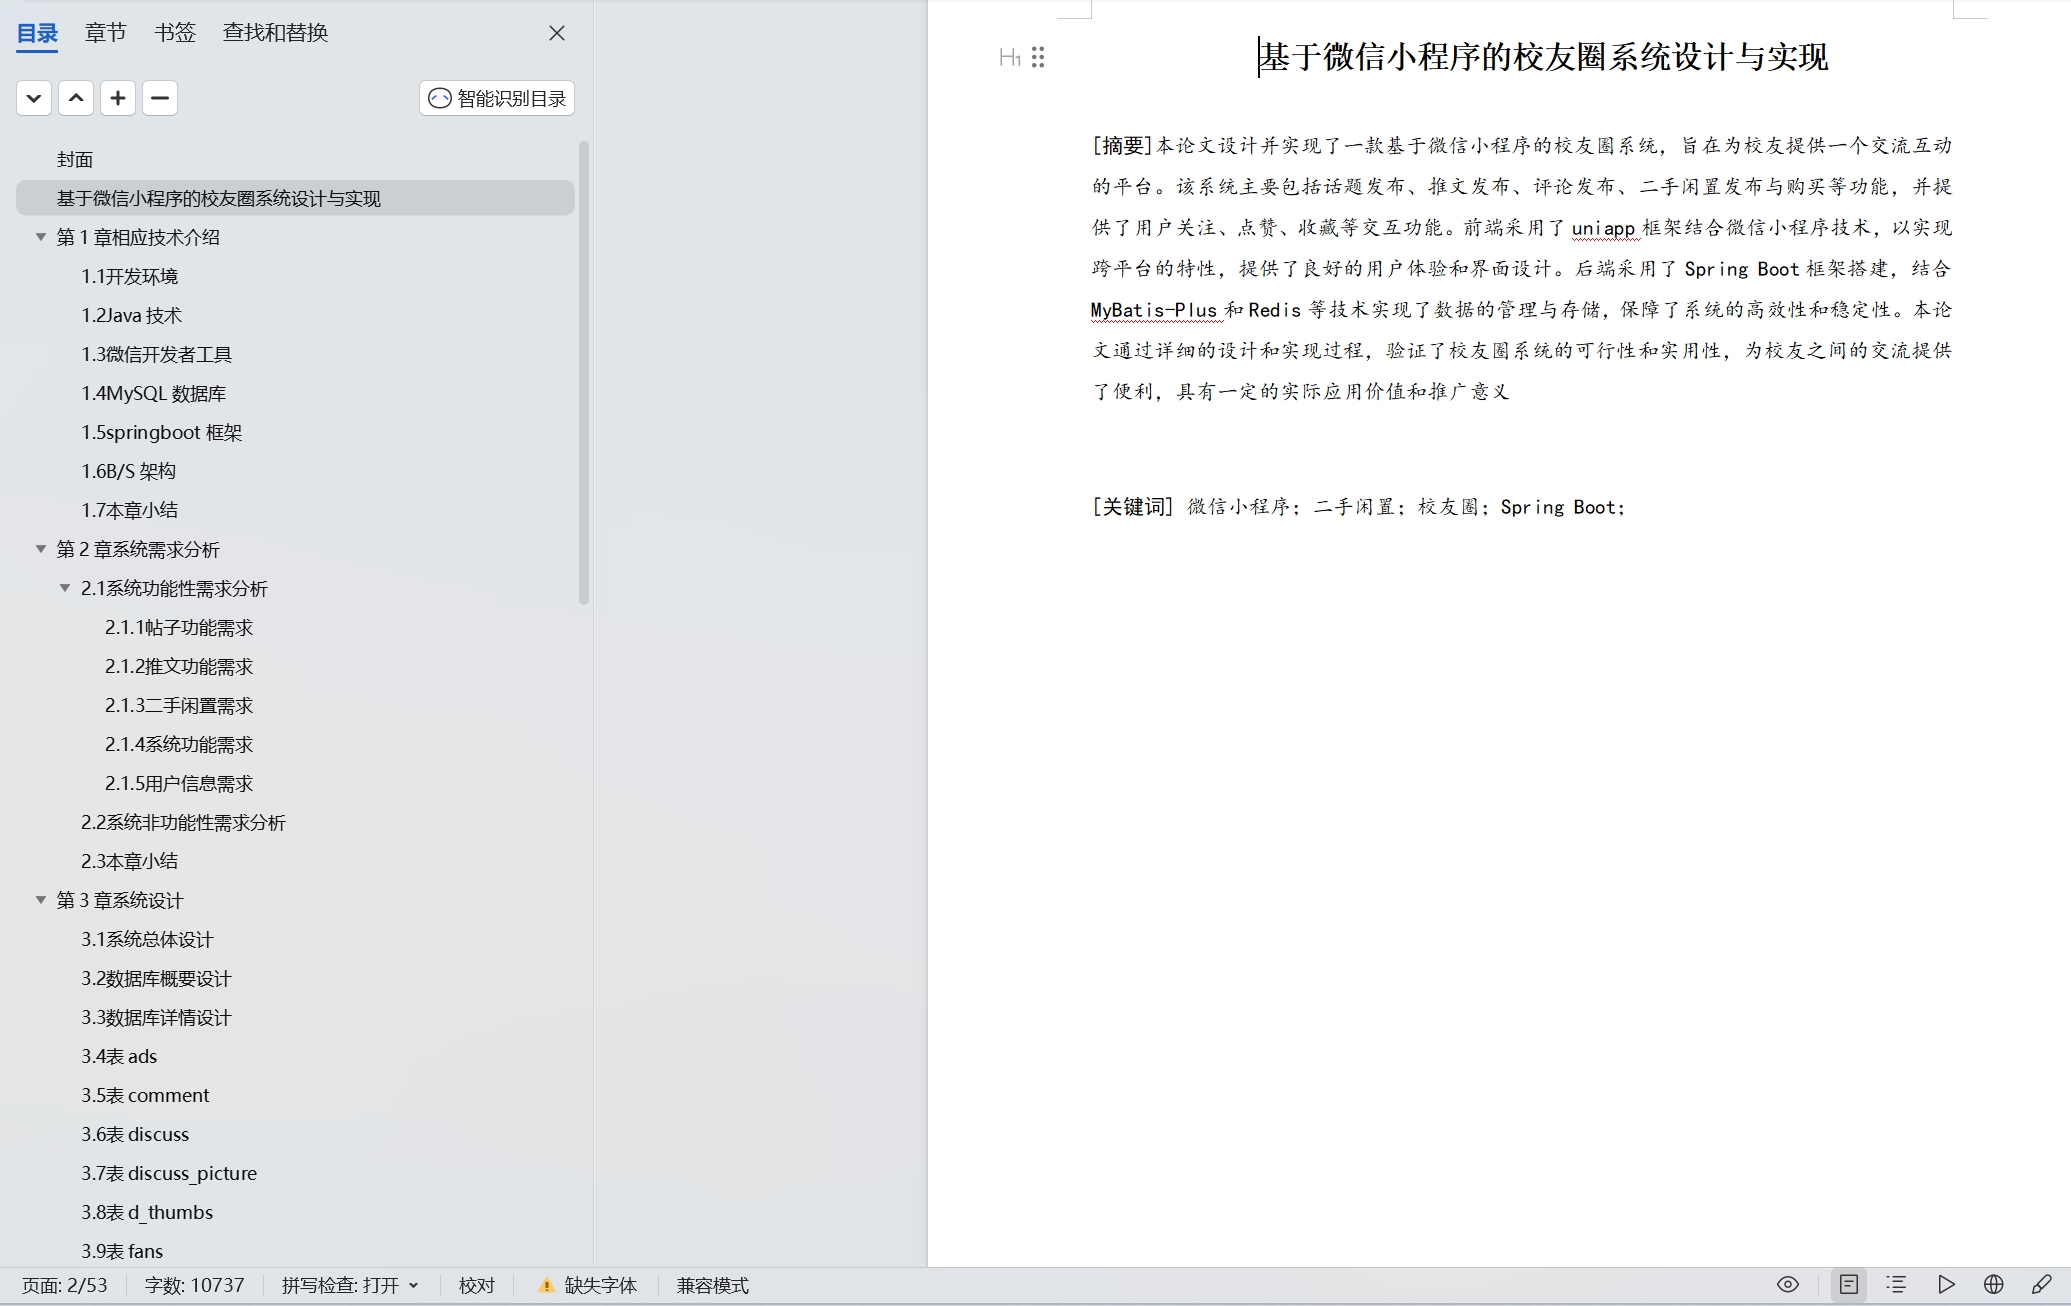 目录 章节 书签 查找和替换
智能识别目录
封面
基于微信小程序的校友圈系统设计与实现
第 1 章相应技术介绍
1.1开发环境
1.2Java 技术
1.3微信开发者工具
1.4MySQL 数据库
1.5springboot 框架
1.6B/S 架构
1.7本章小结
第 2 章系统需求分析
2.1系统功能性需求分析
2.1.1帖子功能需求
2.1.2推文功能需求
2.1.3二手闲置需求
2.1.4系统功能需求
2.1.5用户信息需求
2.2系统非功能性需求分析
2.3本章小结
第 3 章系统设计
3.1系统总体设计
3.2数据库概要设计
3.3数据库详情设计
3.4表 ads
3.5表 comment
3.6表 discuss
3.7表 discuss_picture
3.8表 d_thumbs
3.9表 fans
H1
基于微信小程序的校友圈系统设计与实现
[摘要]本论文设计并实现了一款基于微信小程序的校友圈系统，旨在为校友提供一个交流互动
的平台。该系统主要包括话题发布、推文发布、评论发布、二手闲置发布与购买等功能，并提
供了用户关注、点赞、收藏等交互功能。前端采用了 uniapp 框架结合微信小程序技术，以实现
跨平台的特性，提供了良好的用户体验和界面设计。后端采用了 Spring Boot 框架搭建，结合
MyBatis-Plus 和 Redis 等技术实现了数据的管理与存储，保障了系统的高效性和稳定性。本论
文通过详细的设计和实现过程，验证了校友圈系统的可行性和实用性，为校友之间的交流提供
了便利，具有一定的实际应用价值和推广意义
[关键词] 微信小程序；二手闲置；校友圈；Spring Boot；
页面: 2/53 字数: 10737 拼写检查: 打开 校对 缺失字体 兼容模式